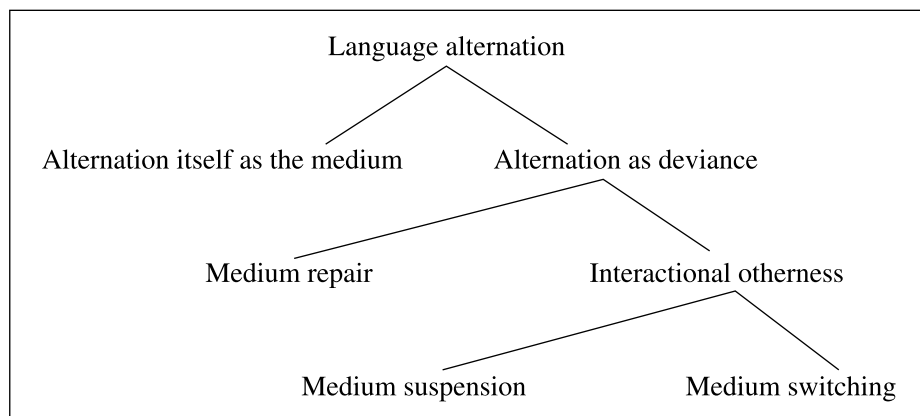 Language alternation
Alternation itself as the medium
Alternation as deviance
Medium repair
Interactional otherness
Medium suspension
Medium switching